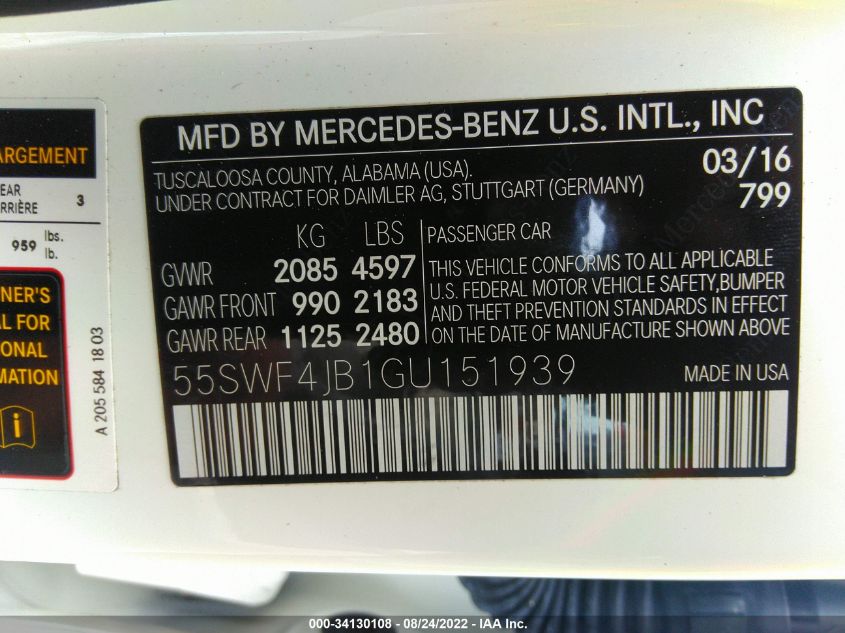 ARGEMENT
EAR
RRIÈRE
3
959 lbs.
lb.
NER'S
L FOR
ONAL
MATION
A 205 584 18 03
MFD BY MERCEDES-BENZ U.S. INTL., INC
TUSCALOOSA COUNTY, ALABAMA (USA).
UNDER CONTRACT FOR DAIMLER AG, STUTTGART (GERMANY)
03/16
799
KG LBS
GVWR 2085 4597
GAWR FRONT 990 2183
GAWR REAR 1125 2480
PASSENGER CAR
THIS VEHICLE CONFORMS TO ALL APPLICABLE
U.S. FEDERAL MOTOR VEHICLE SAFETY,BUMPER
AND THEFT PREVENTION STANDARDS IN EFFECT
ON THE DATE OF MANUFACTURE SHOWN ABOVE
55SWF4JB1GU151939
MADE IN USA
000-34130108 - 08/24/2022 - IAA Inc.